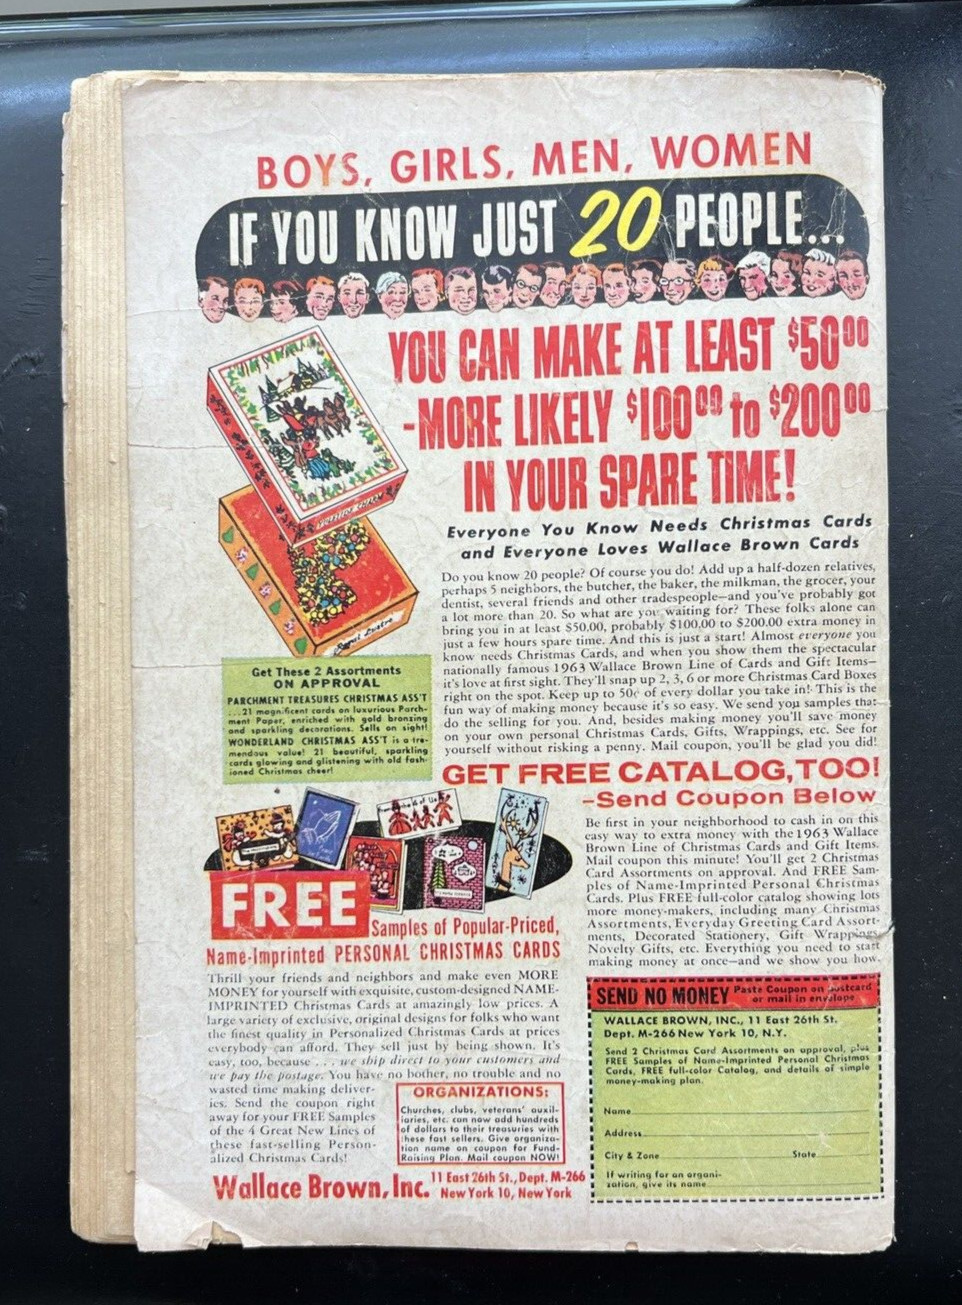 BOYS, GIRLS, MEN, WOMEN
IF YOU KNOW JUST 20 PEOPLE...
YOU CAN MAKE AT LEAST $50.00
-MORE LIKELY $100.00 to $200.00
IN YOUR SPARE TIME!
Everyone You Know Needs Christmas Cards
and Everyone Loves Wallace Brown Cards
Do you know 20 people? Of course you do! Add up a half-dozen relatives,
perhaps 5 neighbors, the butcher, the baker, the milkman, the grocer, your
dentist, several friends and other tradespeople—and you've probably got
a lot more than 20. So what are you waiting for? These folks alone can
bring you in at least $50.00, probably $100.00 to $200.00 extra money in
just a few hours spare time. And this is just a start! Almost everyone you
know needs Christmas Cards, and when you show them the spectacular
nationally famous 1963 Wallace Brown Line of Cards and Gift Items—
it's love at first sight. They'll snap up 2, 3, 6 or more Christmas Card Boxes
right on the spot. Keep up to 50¢ of every dollar you take in! This is the
fun way of making money because it's so easy. We send you samples that
do the selling for you. And, besides making money you'll save money
on your own personal Christmas Cards, Gifts, Wrappings, etc. See for
yourself without risking a penny. Mail coupon, you'll be glad you did!
Get These 2 Assortments
ON APPROVAL
PARCHMENT TREASURES CHRISTMAS ASS'T
...21 magnificent cards on luxurious Parch-
ment Paper, enriched with gold bronzing
and sparkling decorations. Sells on sight!
WONDERLAND CHRISTMAS ASS'T is a tre-
mendous value! 21 beautiful, sparkling
cards glowing and glistening with old fash-
ioned Christmas cheer!
GET FREE CATALOG, TOO!
–Send Coupon Below
Be first in your neighborhood to cash in on this
easy way to extra money with the 1963 Wallace
Brown Line of Christmas Cards and Gift Items.
Mail coupon this minute! You'll get 2 Christmas
Card Assortments on approval. And FREE Sam-
ples of Name-Imprinted Personal Christmas
Cards. Plus FREE full-color catalog showing lots
more money-makers, including many Christmas
Assortments, Everyday Greeting Card Assort-
ments, Decorated Stationery, Gift Wrappings,
Novelty Gifts, etc. Everything you need to start
making money at once—and we show you how.
From the 4 of Us
FREE
Samples of Popular-Priced,
Name-Imprinted PERSONAL CHRISTMAS CARDS
Thrill your friends and neighbors and make even MORE
MONEY for yourself with exquisite, custom-designed NAME-
IMPRINTED Christmas Cards at amazingly low prices. A
large variety of exclusive, original designs for folks who want
the finest quality in Personalized Christmas Cards at prices
everybody can afford. They sell just by being shown. It's
easy, too, because . . . we ship direct to your customers and
we pay the postage. You have no bother, no trouble and no
wasted time making deliver-
ies. Send the coupon right
away for your FREE Samples
of the 4 Great New Lines of
these fast-selling Person-
alized Christmas Cards!
ORGANIZATIONS:
Churches, clubs, veterans' auxil-
iaries, etc. can now add hundreds
of dollars to their treasuries with
these fast sellers. Give organiza-
tion name on coupon for Fund-
Raising Plan. Mail coupon NOW!
Wallace Brown, Inc. 11 East 26th St., Dept. M-266
New York 10, New York
SEND NO MONEY Paste Coupon on postcard
or mail in envelope
WALLACE BROWN, INC., 11 East 26th St.
Dept. M-266 New York 10, N.Y.
Send 2 Christmas Card Assortments on approval, plus
FREE Samples of Name-Imprinted Personal Christmas
Cards, FREE full-color Catalog, and details of simple
money-making plan.
Name
Address
City & Zone State
If writing for an organi-
zation, give its name